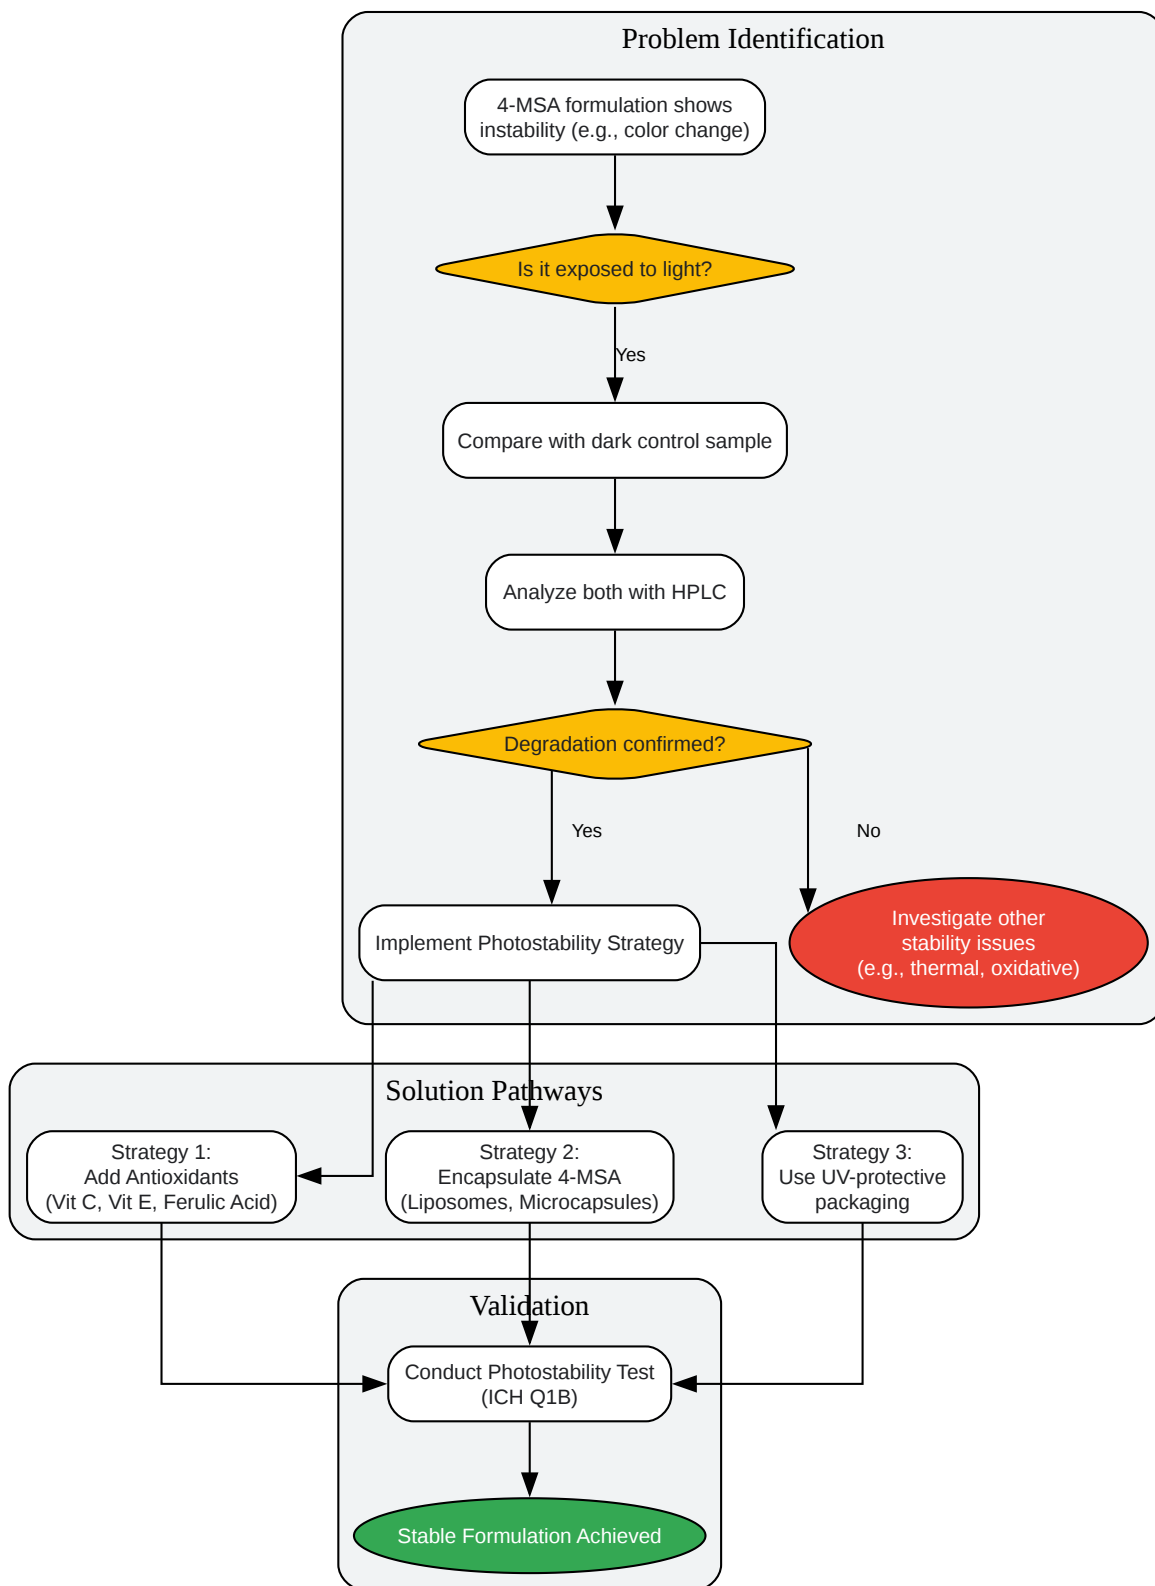 Problem Identification
4-MSA formulation shows
instability (e.g., color change)
Is it exposed to light?
Yes
Compare with dark control sample
Analyze both with HPLC
Degradation confirmed?
Yes
No
Implement Photostability Strategy
Investigate other
stability issues
(e.g., thermal, oxidative)
Solution Pathways
Strategy 1:
Add Antioxidants
(Vit C, Vit E, Ferulic Acid)
Strategy 2:
Encapsulate 4-MSA
(Liposomes, Microcapsules)
Strategy 3:
Use UV-protective
packaging
Validation
Conduct Photostability Test
(ICH Q1B)
Stable Formulation Achieved